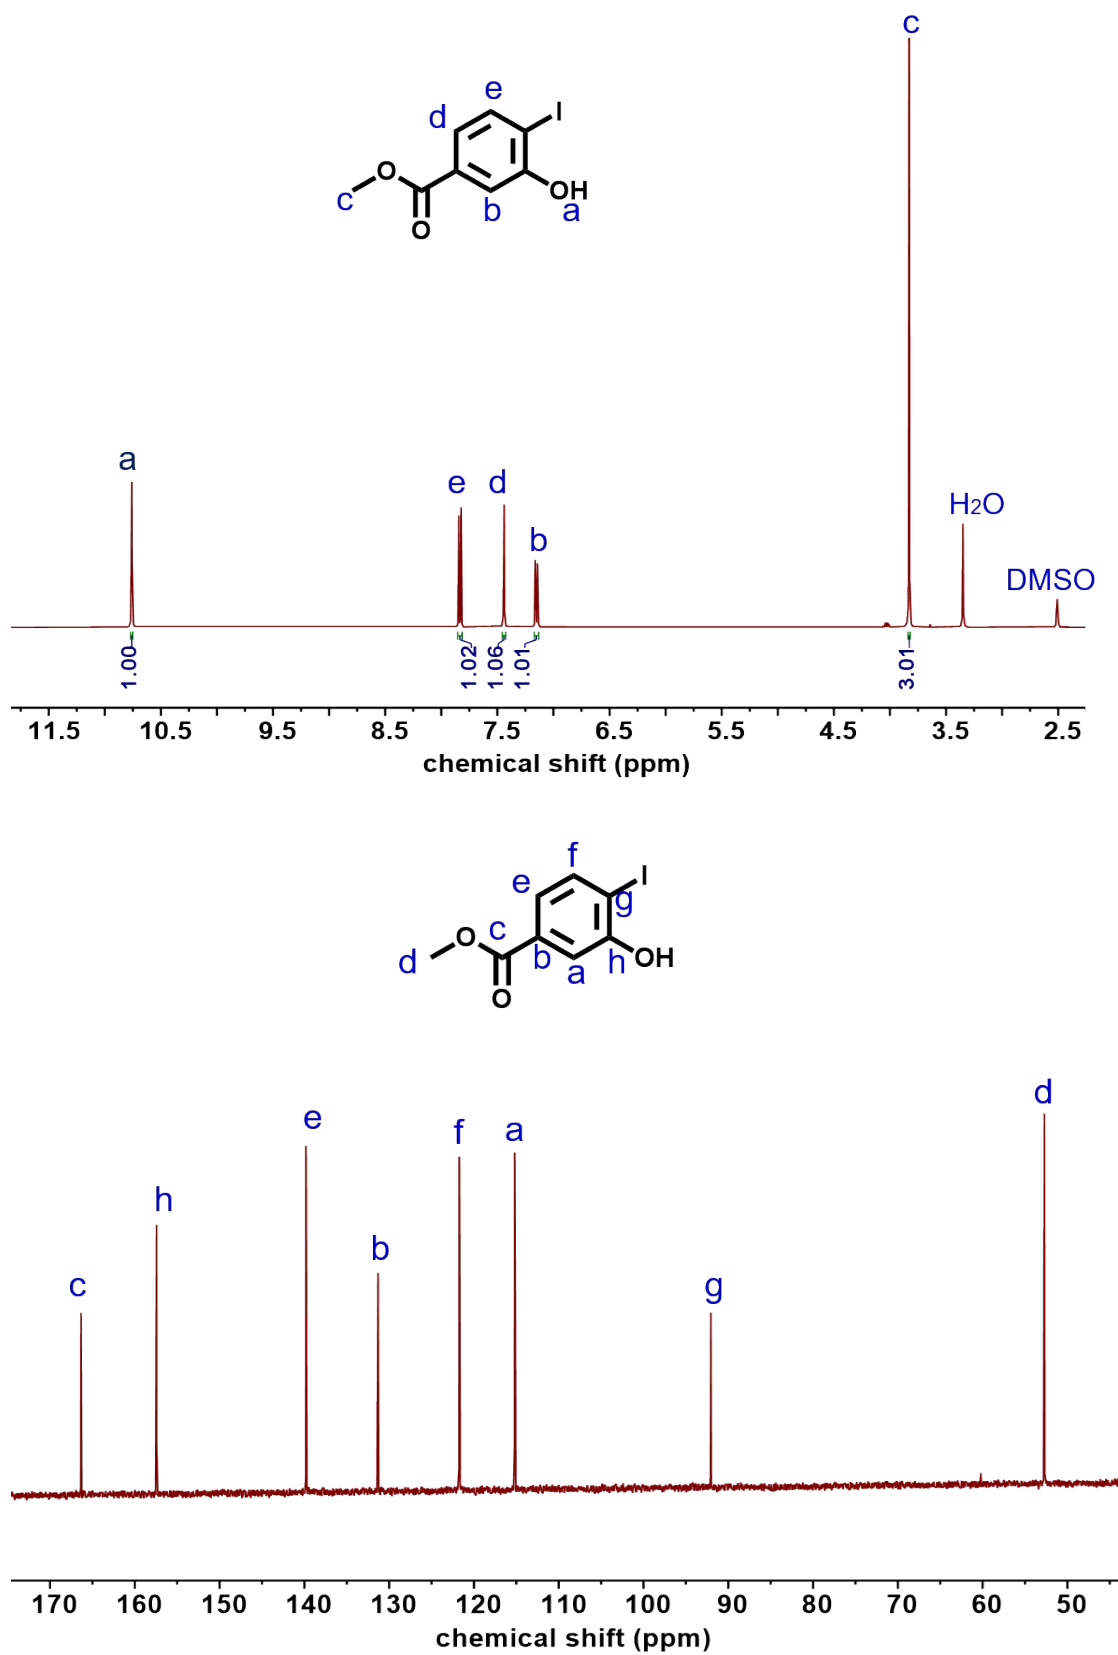 c
e
I
d
O
c
OH
b
a
O
a
e
d
b
H2O
DMSO
1.00
1.02
1.06
1.01
3.01
11.5 10.5 9.5 8.5 7.5 6.5 5.5 4.5 3.5 2.5
chemical shift (ppm)
f
I
e
g
O
c
d
b
a
h
OH
O
d
e
f
a
h
b
c
g
170 160 150 140 130 120 110 100 90 80 70 60 50
chemical shift (ppm)